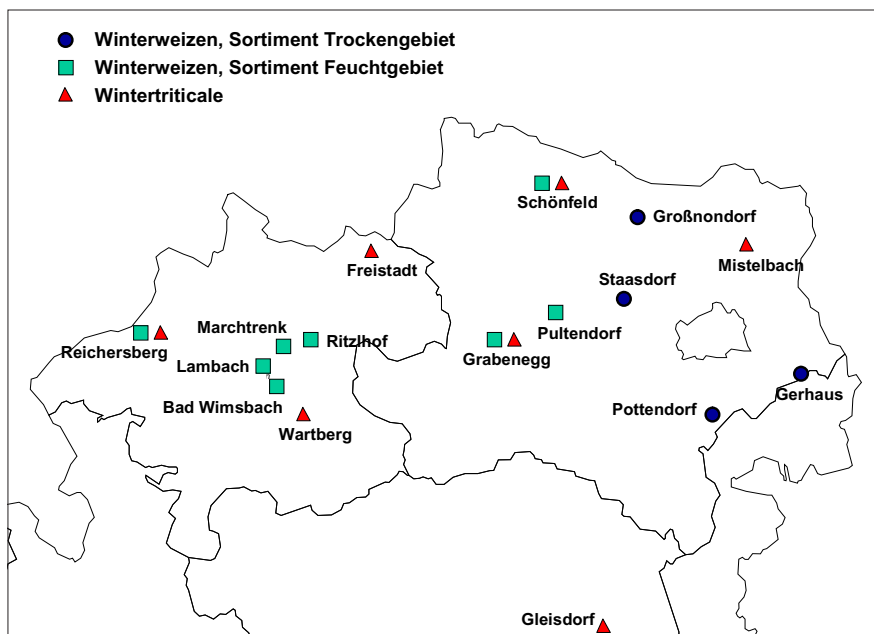 Winterweizen, Sortiment Trockengebiet
Winterweizen, Sortiment Feuchtgebiet
Wintertriticale
Schönfeld
Großnondorf
Mistelbach
Freistadt
Staasdorf
Marchtrenk
Ritzlhof
Pultendorf
Reichersberg
Grabenegg
Lambach
Gerhaus
Bad Wimsbach
Pottendorf
Wartberg
Gleisdorf